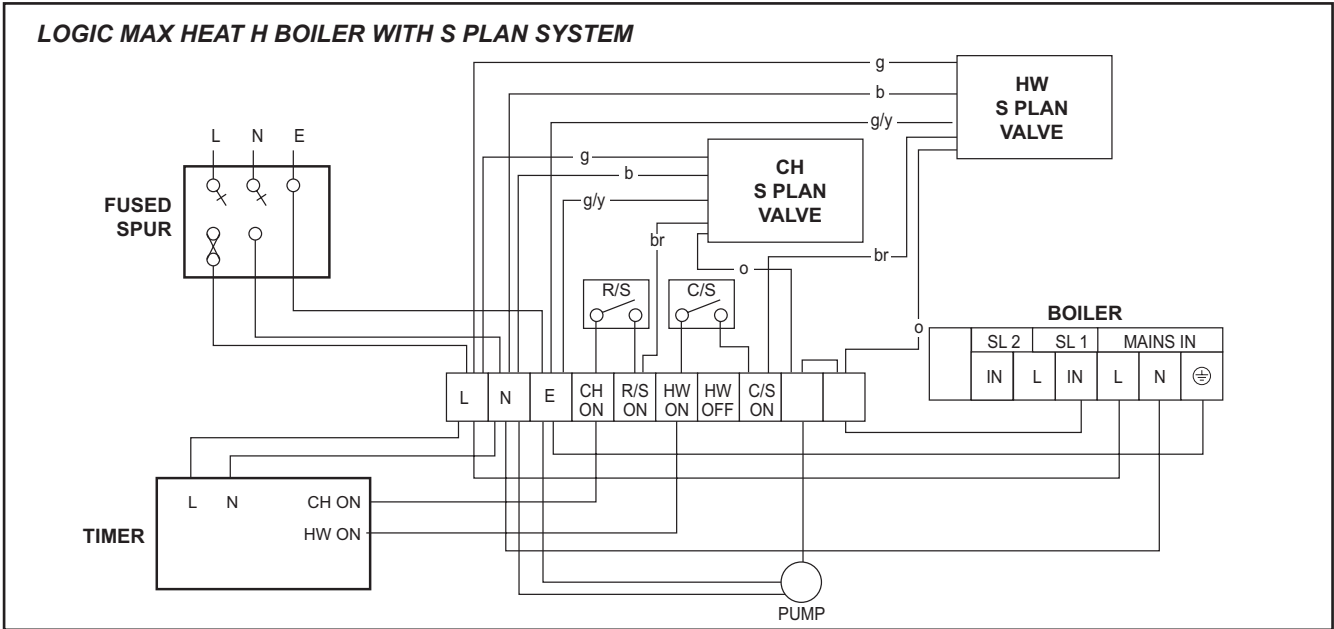 LOGIC MAX HEAT H BOILER WITH S PLAN SYSTEM
g
b
g/y
HW
S PLAN
VALVE
L N E
FUSED
SPUR
g
b
g/y
br
o
CH
S PLAN
VALVE
br
o
R/S
C/S
BOILER
SL 2 SL 1 MAINS IN
IN L IN L N
L N E CH ON R/S ON HW ON HW OFF C/S ON
L N CH ON
HW ON
TIMER
PUMP